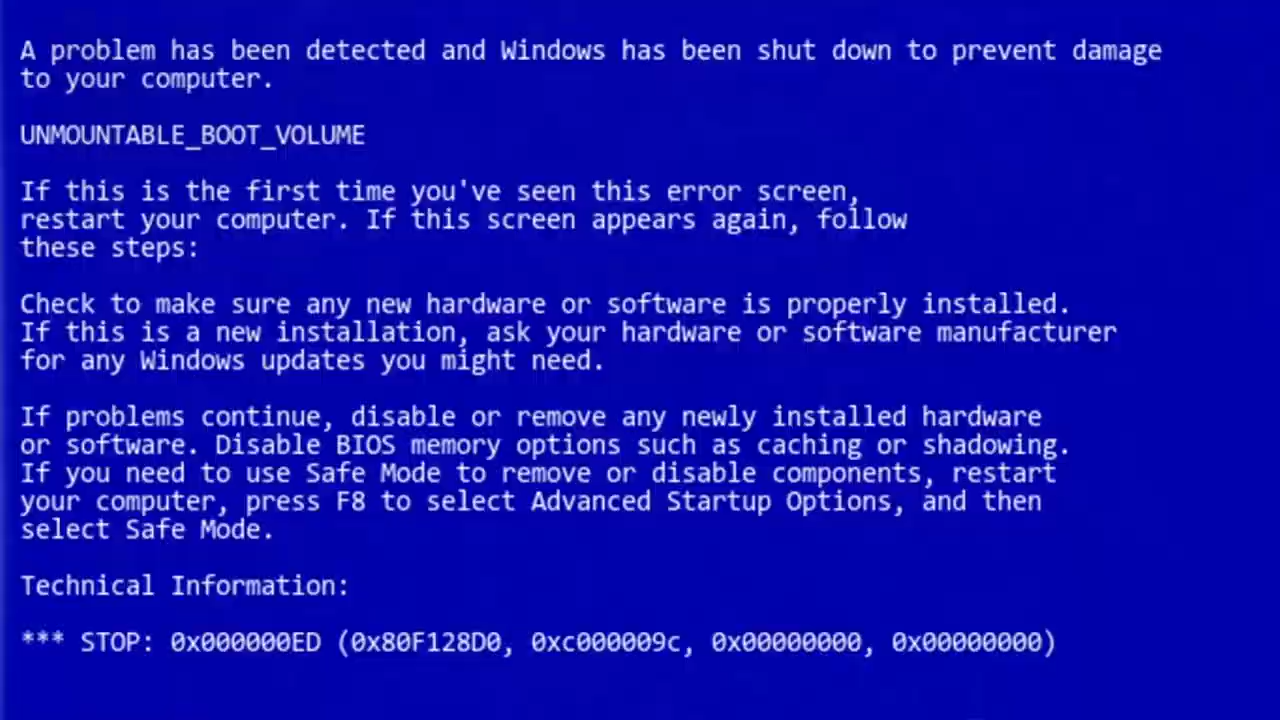 A problem has been detected and Windows has been shut down to prevent damage
to your computer.
UNMOUNTABLE_BOOT_VOLUME
If this is the first time you've seen this error screen,
restart your computer. If this screen appears again, follow
these steps:
Check to make sure any new hardware or software is properly installed.
If this is a new installation, ask your hardware or software manufacturer
for any Windows updates you might need.
If problems continue, disable or remove any newly installed hardware
or software. Disable BIOS memory options such as caching or shadowing.
If you need to use Safe Mode to remove or disable components, restart
your computer, press F8 to select Advanced Startup Options, and then
select Safe Mode.
Technical Information:
*** STOP: 0x000000ED (0x80F128D0, 0xc000009c, 0x00000000, 0x00000000)